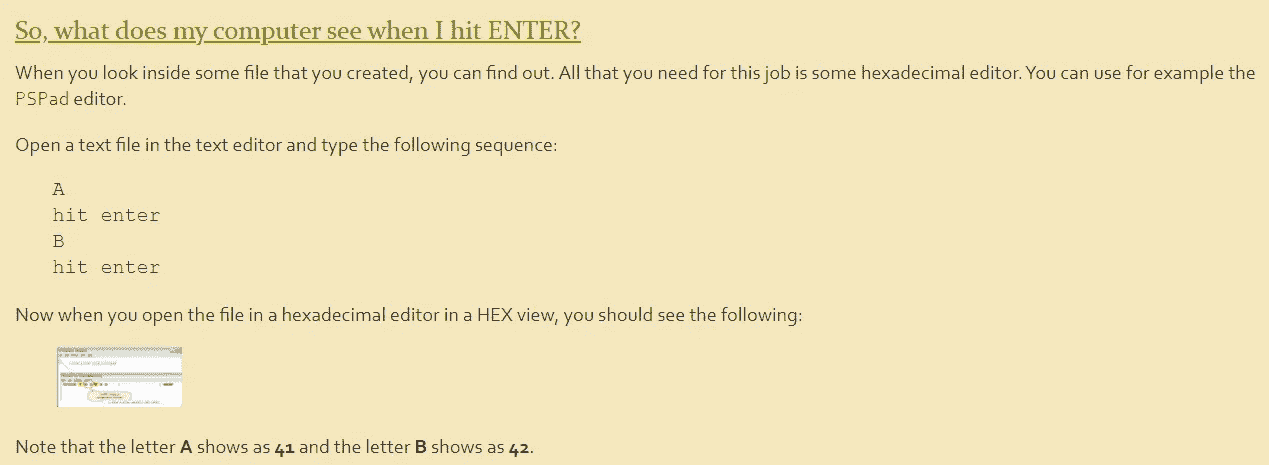 So, what does my computer see when I hit ENTER?
When you look inside some file that you created, you can find out. All that you need for this job is some hexadecimal editor. You can use for example the
PSPad editor.
Open a text file in the text editor and type the following sequence:
A
hit enter
B
hit enter
Now when you open the file in a hexadecimal editor in a HEX view, you should see the following:
Note that the letter A shows as 41 and the letter B shows as 42.